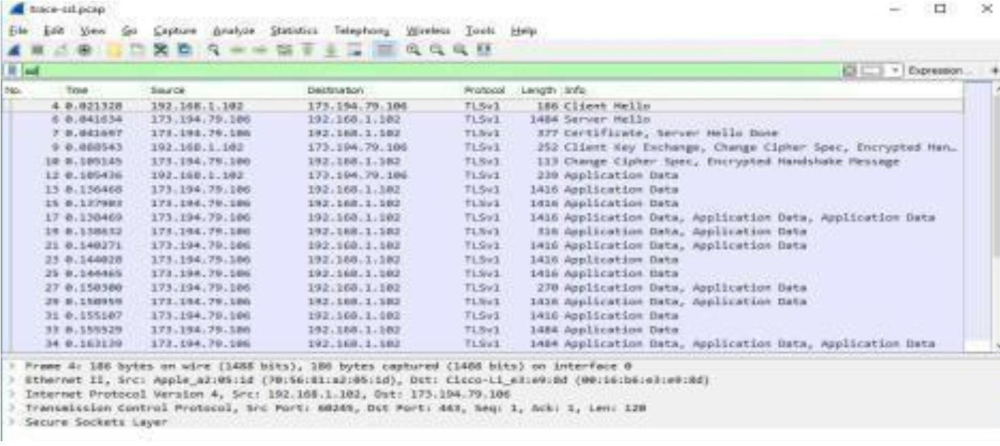 trace-ssl.pcap
File Edit View Go Capture Analyze Statistics Telephony Wireless Tools Help
ssl
Expression...
No. Time Source Destination Protocol Length Info
4 0.021328 192.168.1.102 173.194.79.106 TLSv1 186 Client Hello
6 0.041634 173.194.79.106 192.168.1.102 TLSv1 1484 Server Hello
7 0.041697 173.194.79.106 192.168.1.102 TLSv1 377 Certificate, Server Hello Done
9 0.080543 192.168.1.102 173.194.79.106 TLSv1 252 Client Key Exchange, Change Cipher Spec, Encrypted Han…
10 0.105145 173.194.79.106 192.168.1.102 TLSv1 113 Change Cipher Spec, Encrypted Handshake Message
12 0.105436 192.168.1.102 173.194.79.106 TLSv1 239 Application Data
13 0.136468 173.194.79.106 192.168.1.102 TLSv1 1416 Application Data
15 173.194.79.106 192.168.1.102 TLSv1 1416 Application Data
17 0.138469 173.194.79.106 192.168.1.102 TLSv1 1416 Application Data, Application Data, Application Data
19 173.194.79.106 192.168.1.102 TLSv1 316 Application Data, Application Data
21 0.140271 173.194.79.106 192.168.1.102 TLSv1 1416 Application Data, Application Data
23 0.144028 173.194.79.106 192.168.1.102 TLSv1 1416 Application Data
25 0.144465 173.194.79.106 192.168.1.102 TLSv1 1416 Application Data
27 173.194.79.106 192.168.1.102 TLSv1 270 Application Data, Application Data
29 173.194.79.106 192.168.1.102 TLSv1 1416 Application Data, Application Data
31 0.155107 173.194.79.106 192.168.1.102 TLSv1 1416 Application Data
33 0.155529 173.194.79.106 192.168.1.102 TLSv1 1484 Application Data
34 0.163139 173.194.79.106 192.168.1.102 TLSv1 1484 Application Data, Application Data, Application Data
Frame 4: 186 bytes on wire (1488 bits), 186 bytes captured (1488 bits) on interface 0
Ethernet II, Src: Apple_a2:05:1d (70:56:81:a2:05:1d), Dst: Cisco-Li_e3:e9:8d (00:16:b6:e3:e9:8d)
Internet Protocol Version 4, Src: 192.168.1.102, Dst: 173.194.79.106
Transmission Control Protocol, Src Port: 60245, Dst Port: 443, Seq: 1, Ack: 1, Len: 120
Secure Sockets Layer